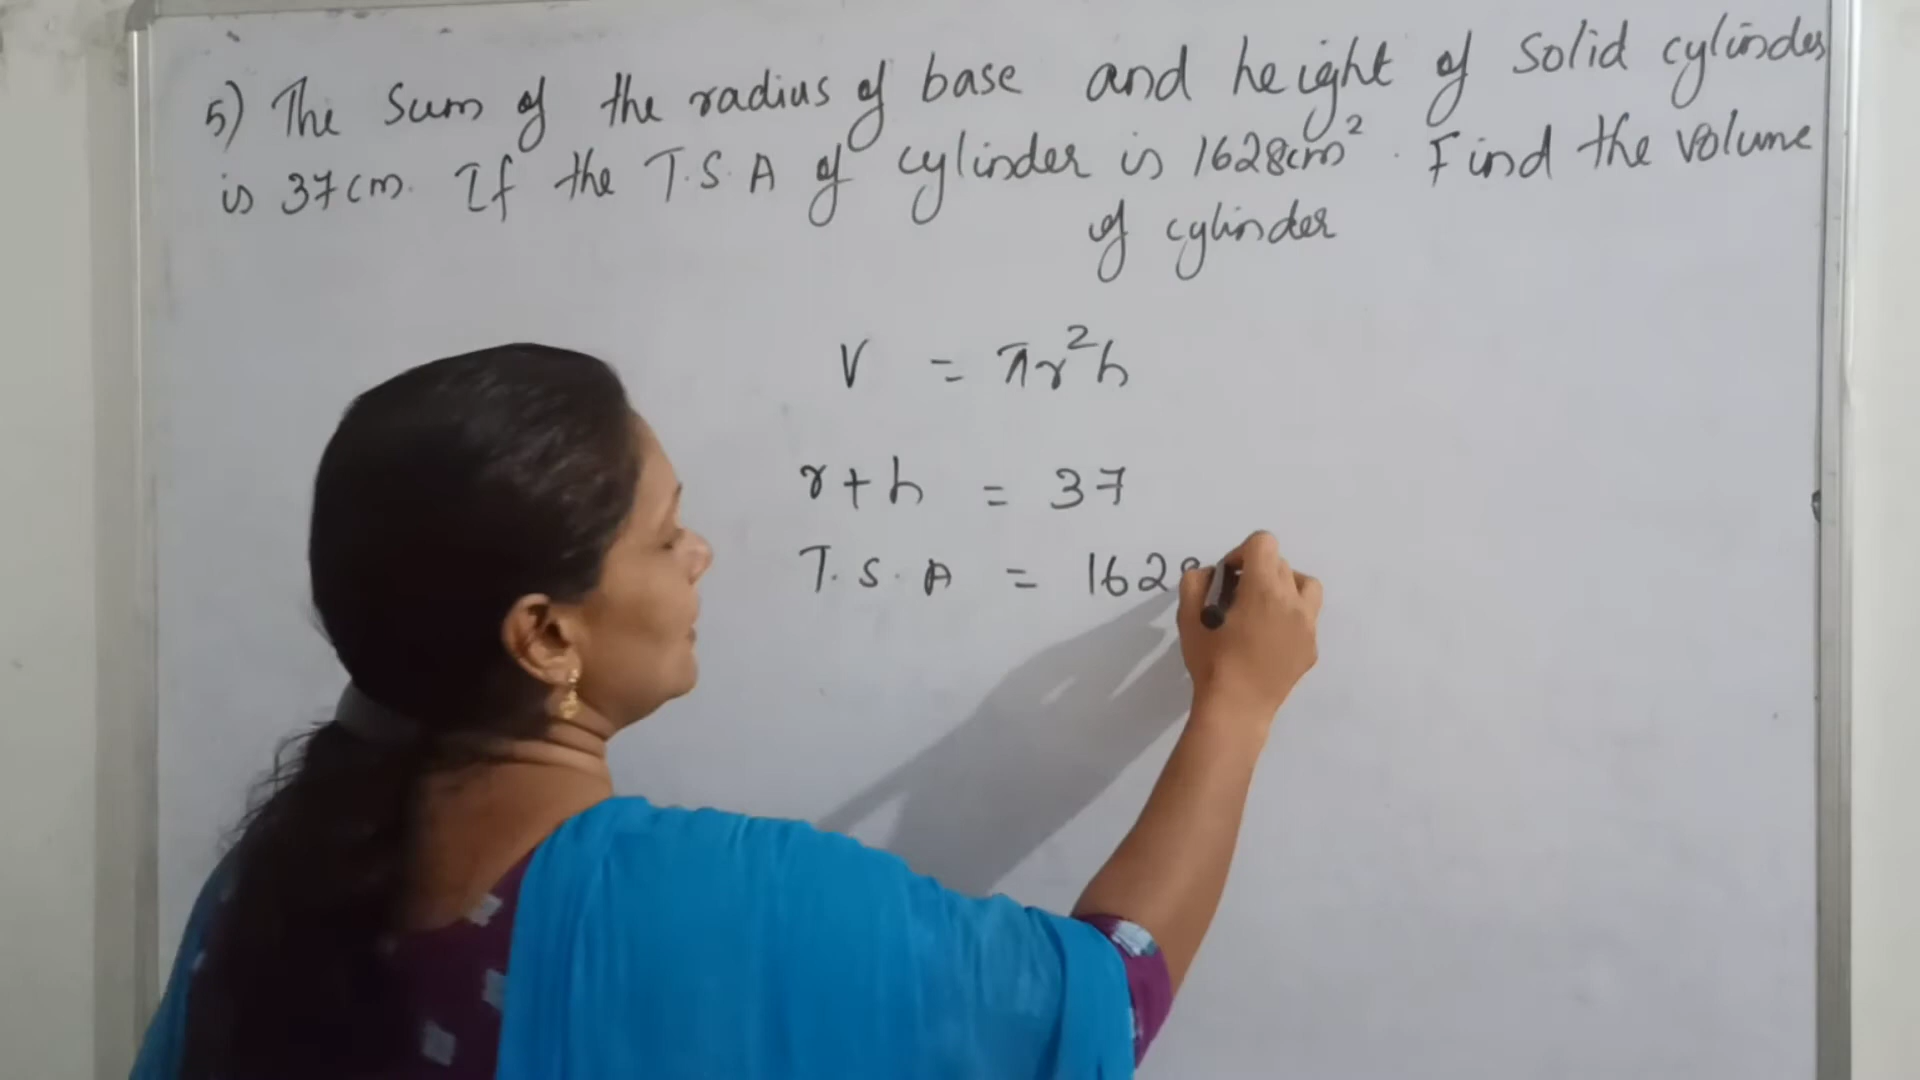 5) The Sum of the radius of base and height of Solid cylinder
is 37cm. If the T.S.A of cylinder is 1628cm². Find the volume
of cylinder
V = πr²h
r+h = 37
T.S.A = 1628